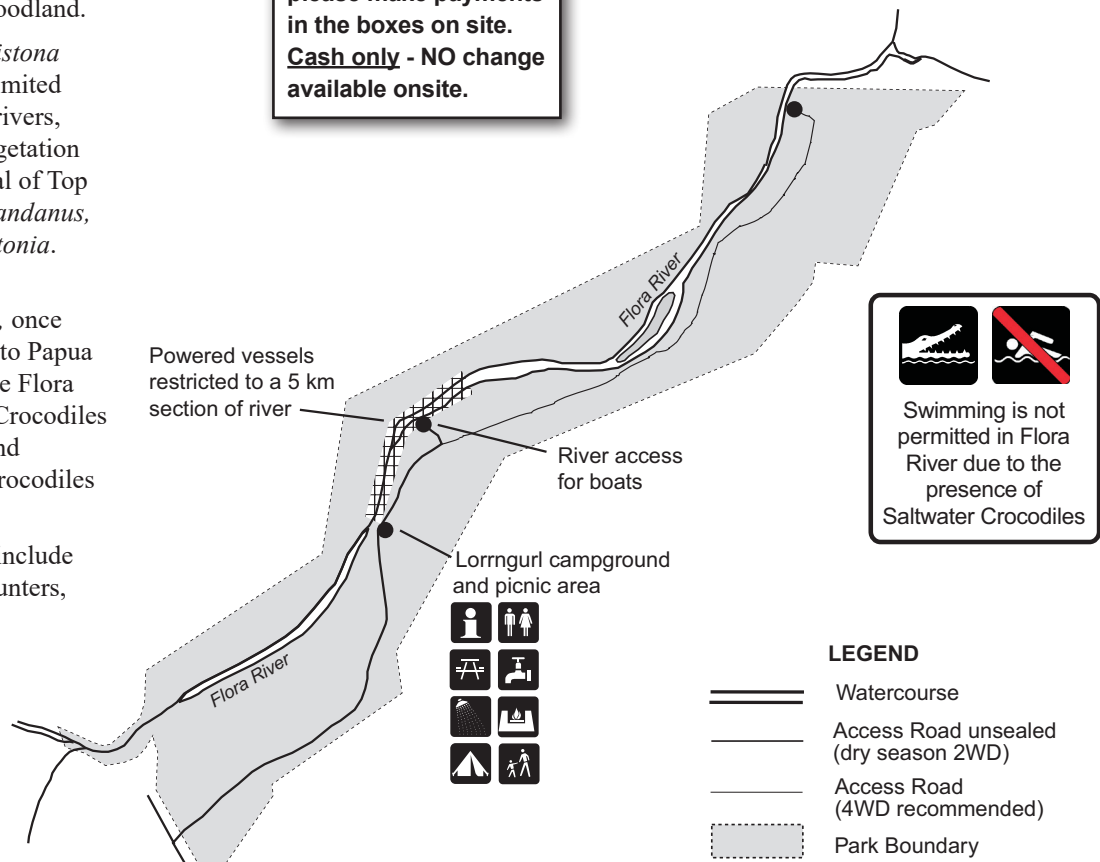 oodland.
istona
mited
rivers,
getation
al of Top
andanus,
tonia.
, once
to Papua
e Flora
Crocodiles
nd
rocodiles
include
unters,
please make payments
in the boxes on site.
Cash only - NO change
available onsite.
Flora River
Powered vessels
restricted to a 5 km
section of river
River access
for boats
Lorrngurl campground
and picnic area
Flora River
Swimming is not
permitted in Flora
River due to the
presence of
Saltwater Crocodiles
LEGEND
Watercourse
Access Road unsealed
(dry season 2WD)
Access Road
(4WD recommended)
Park Boundary